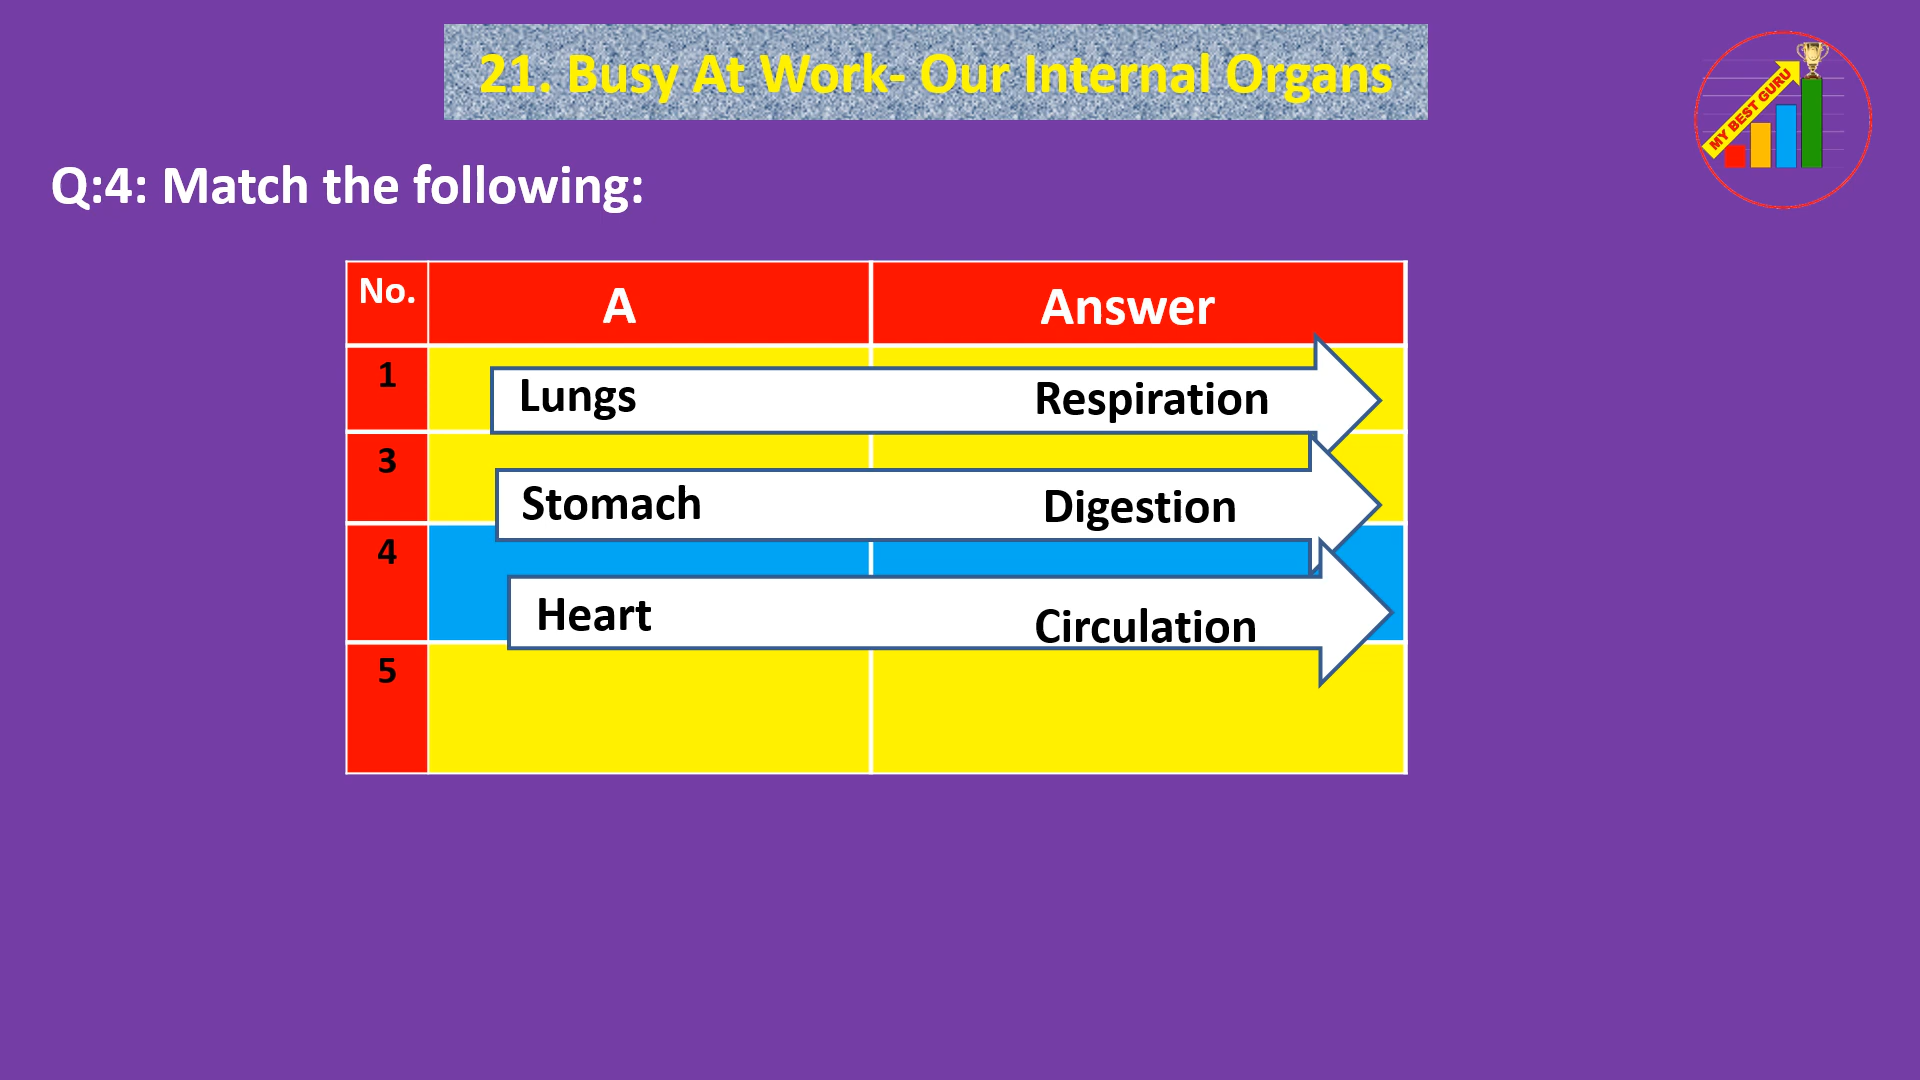 21. Busy At Work- Our Internal Organs
MY BEST GURU
Q:4: Match the following:
No. A Answer
1 Lungs Respiration
3 Stomach Digestion
4 Heart Circulation
5